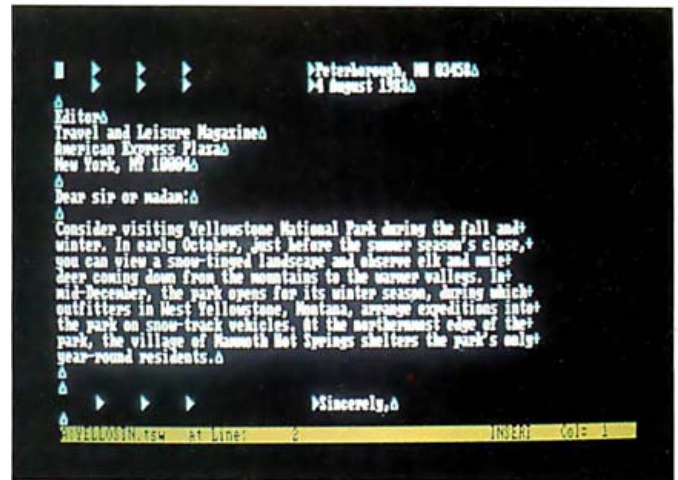 Peterborough, NH 03458
4 August 1983
Editor
Travel and Leisure Magazine
American Express Plaza
New York, NY 10004
Dear sir or madam:
Consider visiting Yellowstone National Park during the fall and
winter. In early October, just before the summer season's close,
you can view a snow-tinged landscape and observe elk and mule
deer coming down from the mountains to the warmer valleys. In
mid-December, the park opens for its winter season, during which
outfitters in West Yellowstone, Montana, arrange expeditions into
the park on snow-track vehicles. At the northernmost edge of the
park, the village of Mammoth Hot Springs shelters the park's only
year-round residents.
Sincerely,
at Line: 2 INSERT Col: 1